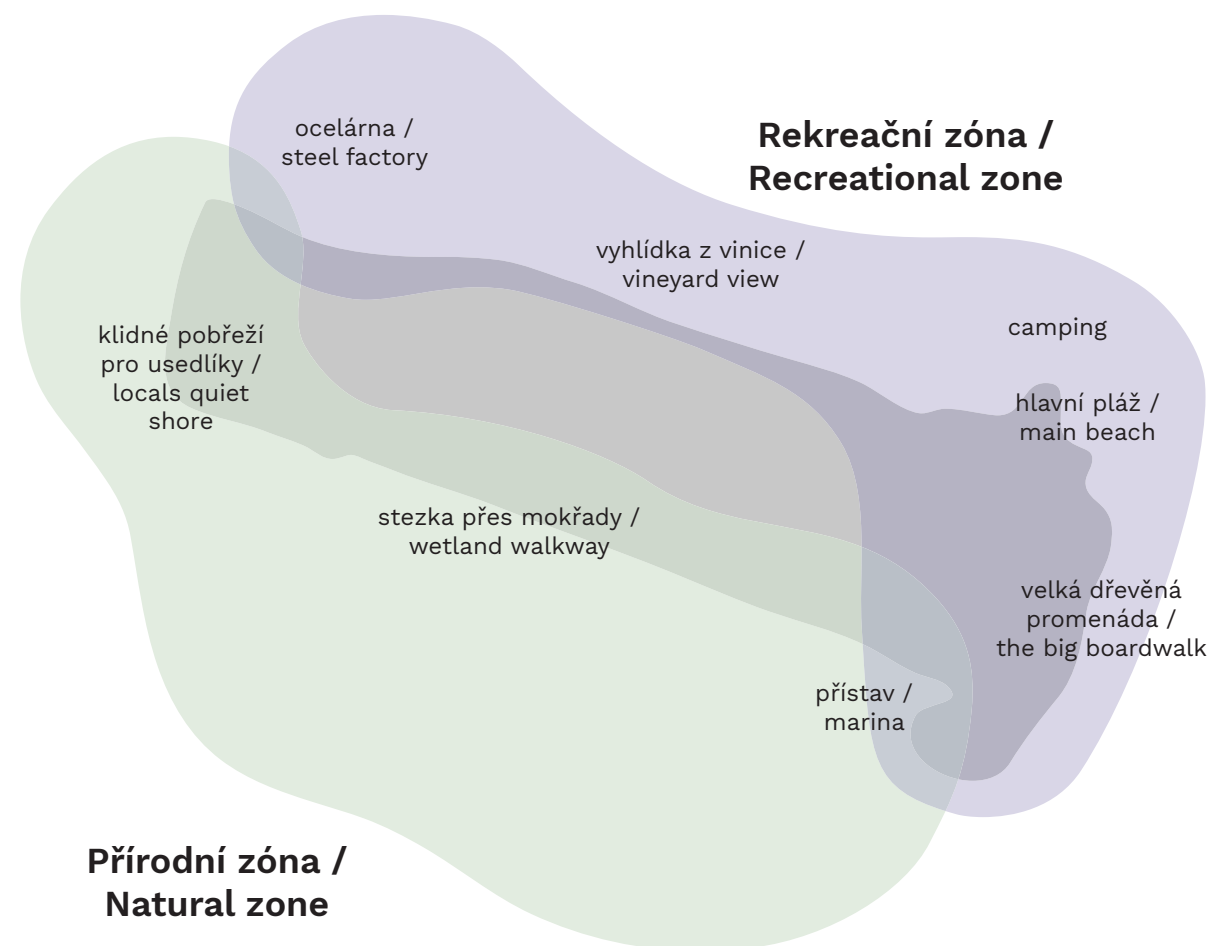 ocelárna /
steel factory
Rekreační zóna /
Recreational zone
vyhlídka z vinice /
vineyard view
camping
klidné pobřeží
pro usedlíky /
locals quiet
shore
hlavní pláž /
main beach
stezka přes mokřady /
wetland walkway
velká dřevěná
promenáda /
the big boardwalk
přístav /
marina
Přírodní zóna /
Natural zone